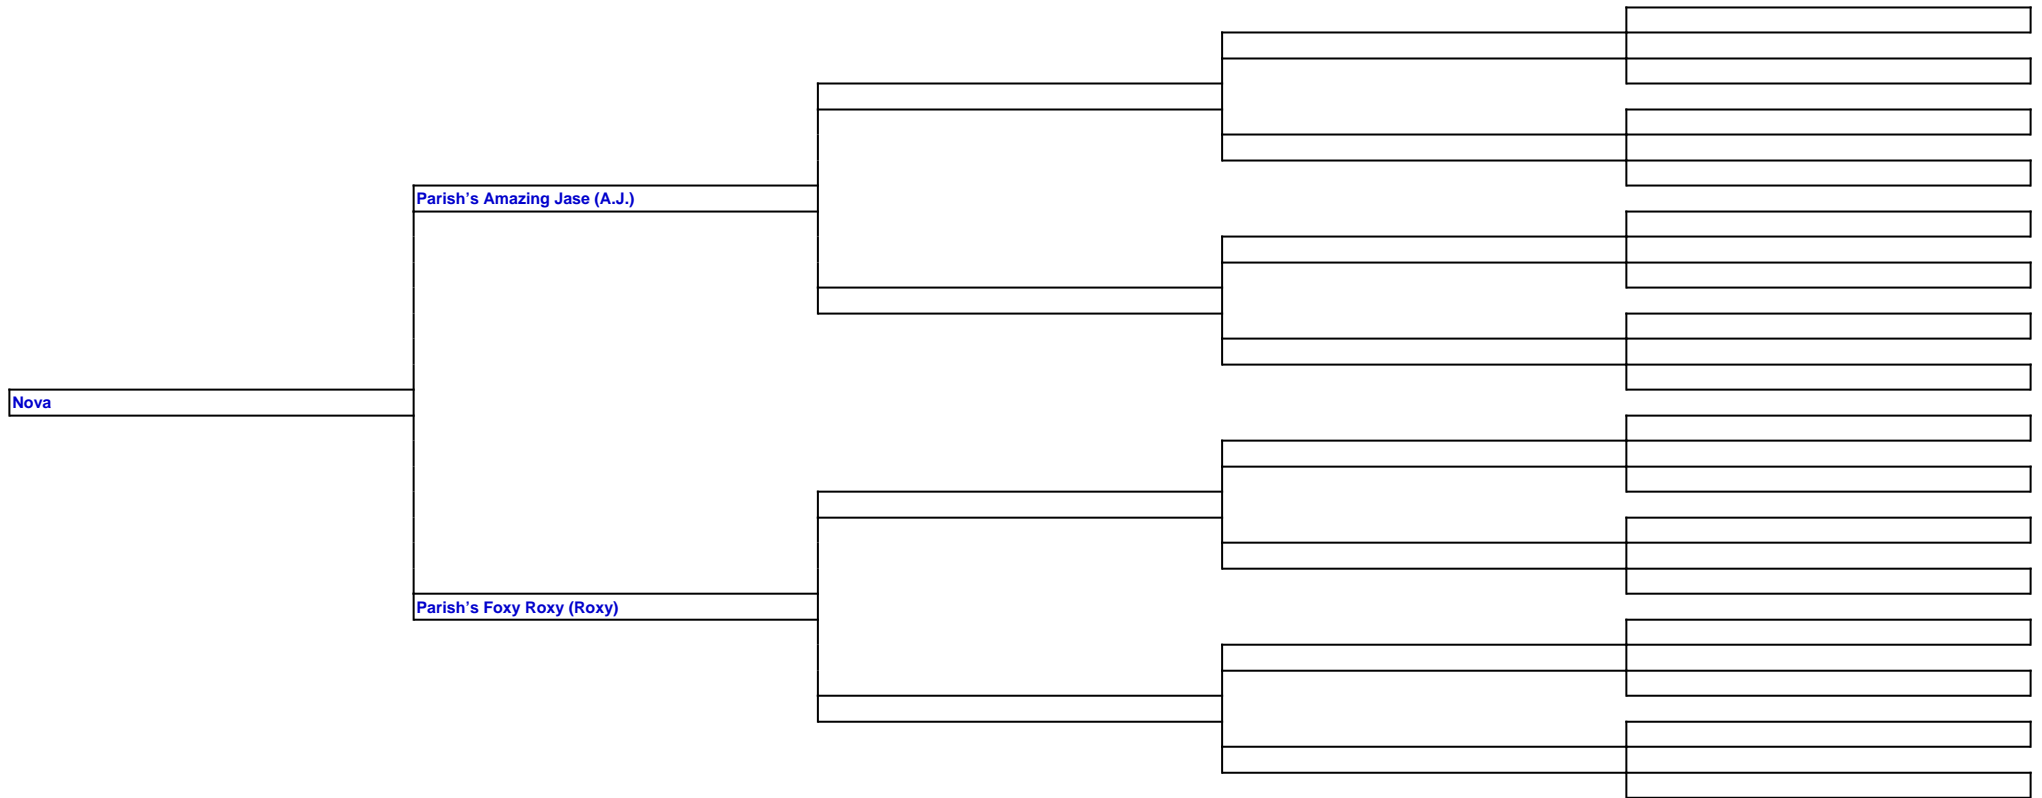 Parish’s Amazing Jase (A.J.)
Nova
Parish’s Foxy Roxy (Roxy)